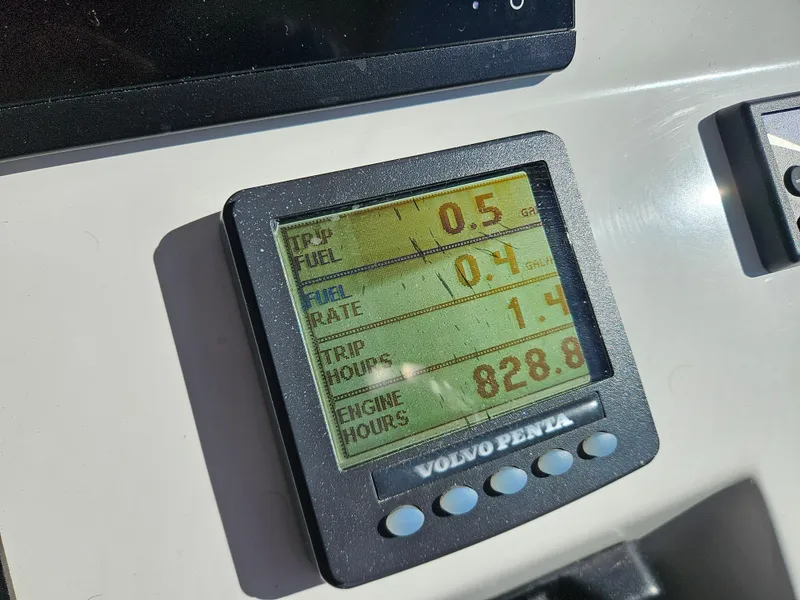 TRIP
FUEL
0.5
FUEL
RATE
0.4
TRIP
HOURS
1.4
ENGINE
HOURS
828.8
VOLVO PENTA